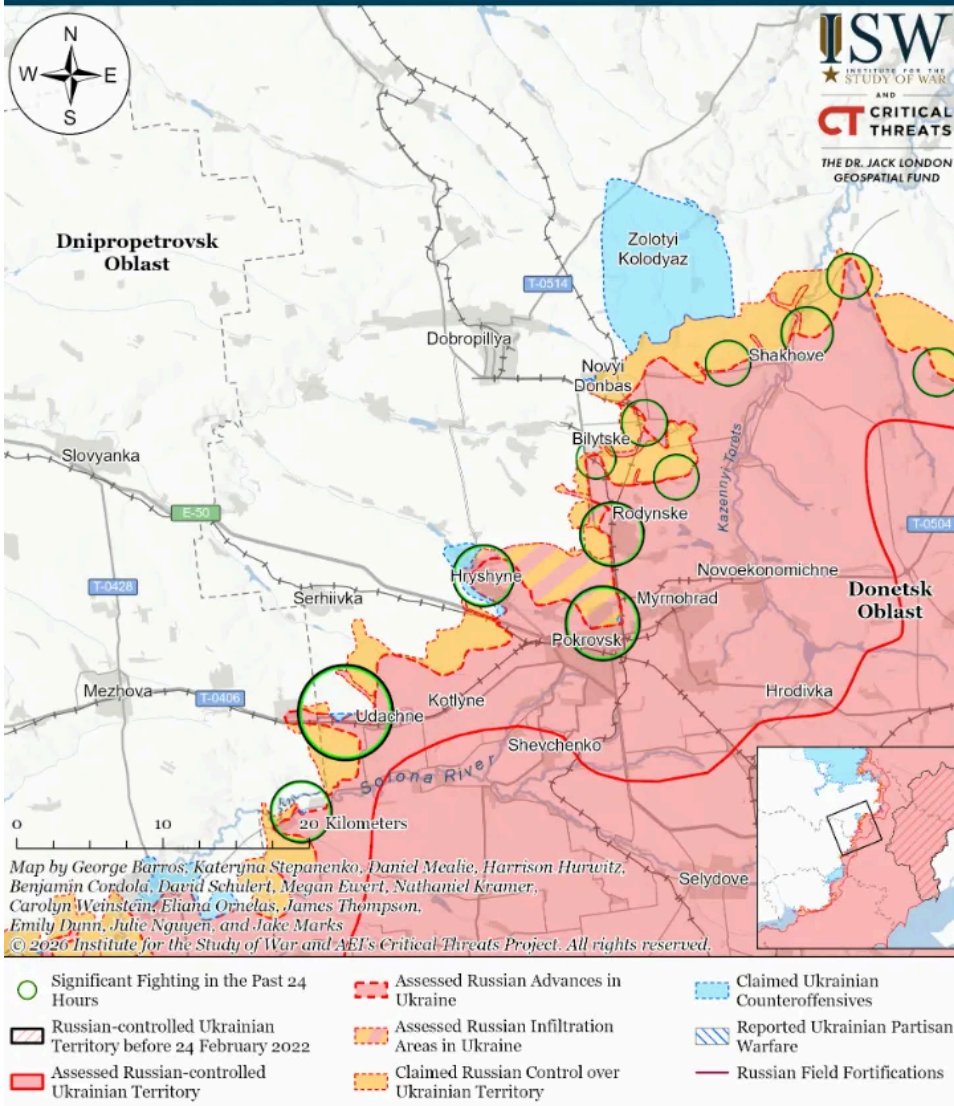 N
W
E
S
ISW
INSTITUTE FOR THE
STUDY OF WAR
AND
CT CRITICAL
THREATS
THE DR. JACK LONDON
GEOSPATIAL FUND
Dnipropetrovsk
Oblast
Zolotyi
Kolodyaz
T-0514
Dobropillya
Shakhove
Novyi
Donbas
Bilytske
Slovyanka
Kazennyi Torets
E-50
Rodynske
T-0504
Hryshyne
Novoekonomichne
T-0428
Serhiivka
Myrnohrad
Donetsk
Oblast
Pokrovsk
Mezhova
T-0406
Kotlyne
Hrodivka
Udachne
Shevchenko
Solona River
0
10
20 Kilometers
Selydove
Map by George Barros, Kateryna Stepanenko, Daniel Mealie, Harrison Hurwitz,
Benjamin Cordola, David Schulert, Megan Ewert, Nathaniel Kramer,
Carolyn Weinstein, Eliana Ornelas, James Thompson,
Emily Dunn, Julie Nguyen, and Jake Marks
© 2026 Institute for the Study of War and AEI's Critical Threats Project. All rights reserved.
Significant Fighting in the Past 24
Hours
Russian-controlled Ukrainian
Territory before 24 February 2022
Assessed Russian-controlled
Ukrainian Territory
Assessed Russian Advances in
Ukraine
Assessed Russian Infiltration
Areas in Ukraine
Claimed Russian Control over
Ukrainian Territory
Claimed Ukrainian
Counteroffensives
Reported Ukrainian Partisan
Warfare
Russian Field Fortifications